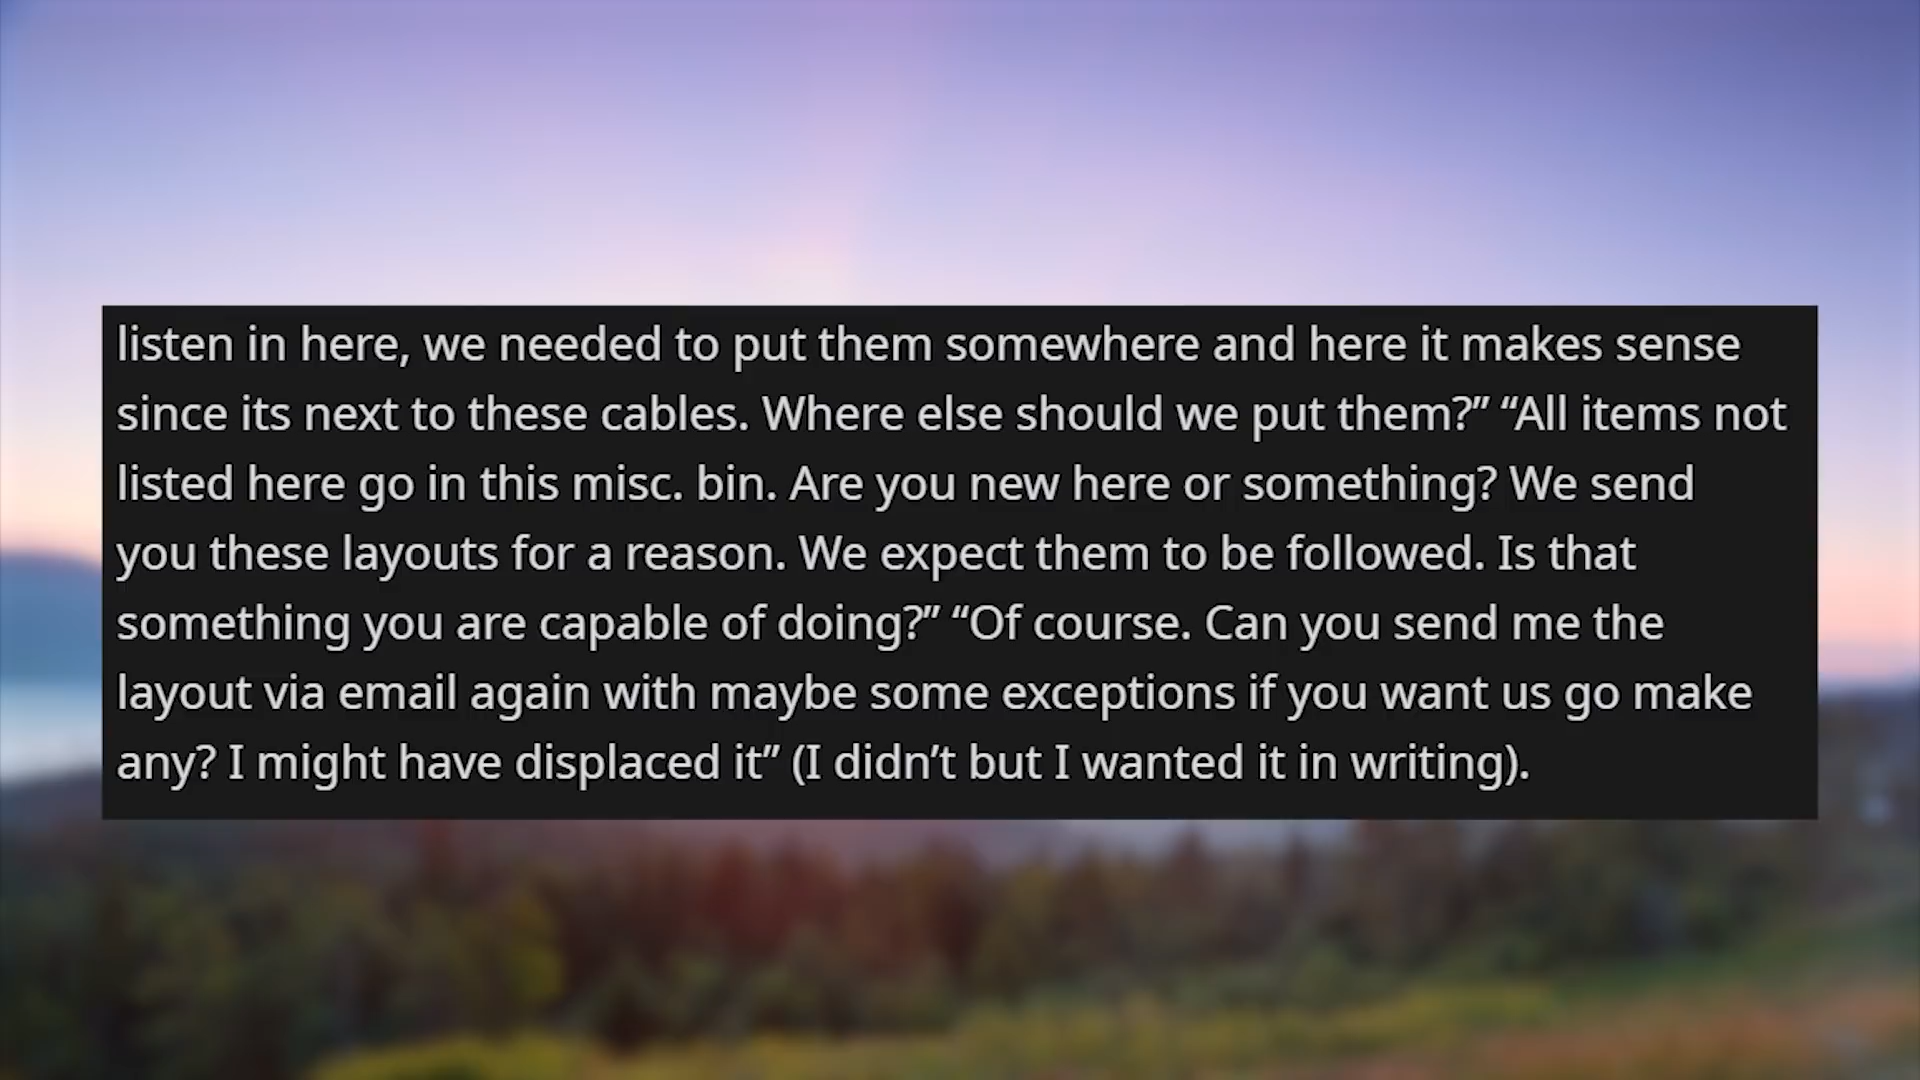 listen in here, we needed to put them somewhere and here it makes sense
since its next to these cables. Where else should we put them?” “All items not
listed here go in this misc. bin. Are you new here or something? We send
you these layouts for a reason. We expect them to be followed. Is that
something you are capable of doing?” “Of course. Can you send me the
layout via email again with maybe some exceptions if you want us go make
any? I might have displaced it” (I didn’t but I wanted it in writing).